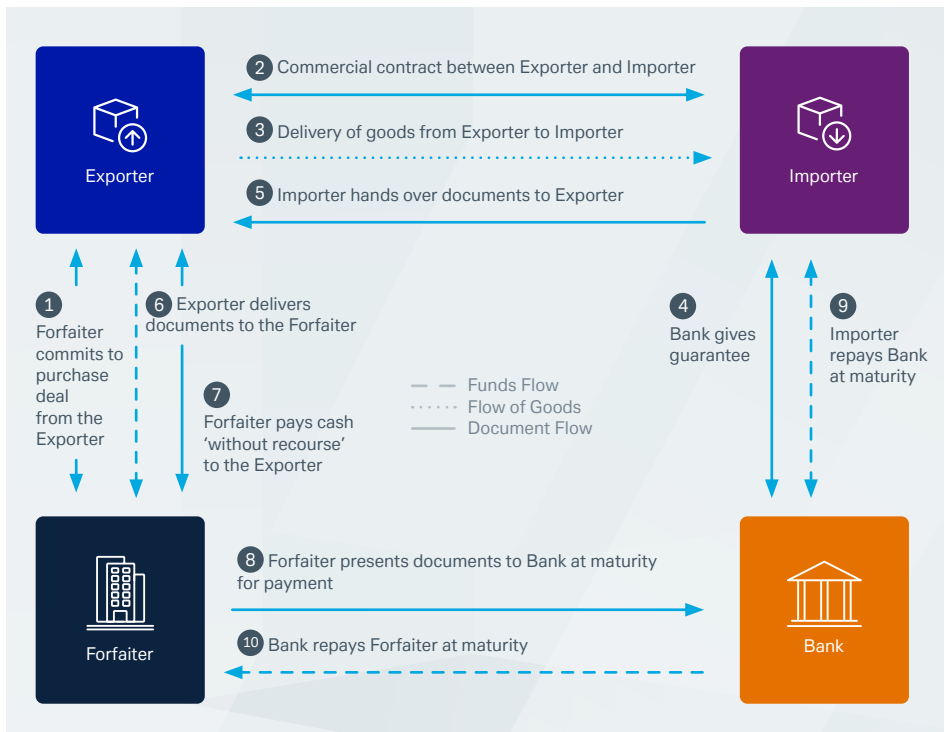 2 Commercial contract between Exporter and Importer
3 Delivery of goods from Exporter to Importer
5 Importer hands over documents to Exporter
Exporter
Importer
1
Forfaiter
commits to
purchase
deal
from the
Exporter
6 Exporter delivers
documents to the Forfaiter
7
Forfaiter pays cash
‘without recourse’
to the Exporter
Funds Flow
Flow of Goods
Document Flow
4
Bank gives
guarantee
9
Importer
repays Bank
at maturity
8 Forfaiter presents documents to Bank at maturity
for payment
10 Bank repays Forfaiter at maturity
Forfaiter
Bank